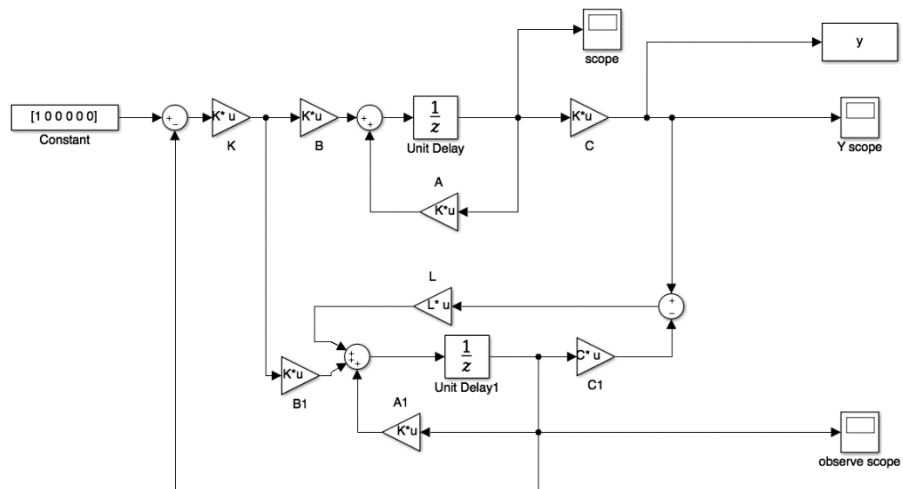 scope
y
[1 0 0 0 0 0]
Constant
+
−
K* u
K
K*u
B
+
+
1
z
Unit Delay
K*u
C
Y scope
A
K*u
L
L* u
+
−
+
+
+
1
z
Unit Delay1
C* u
C1
K*u
B1
A1
K*u
observe scope